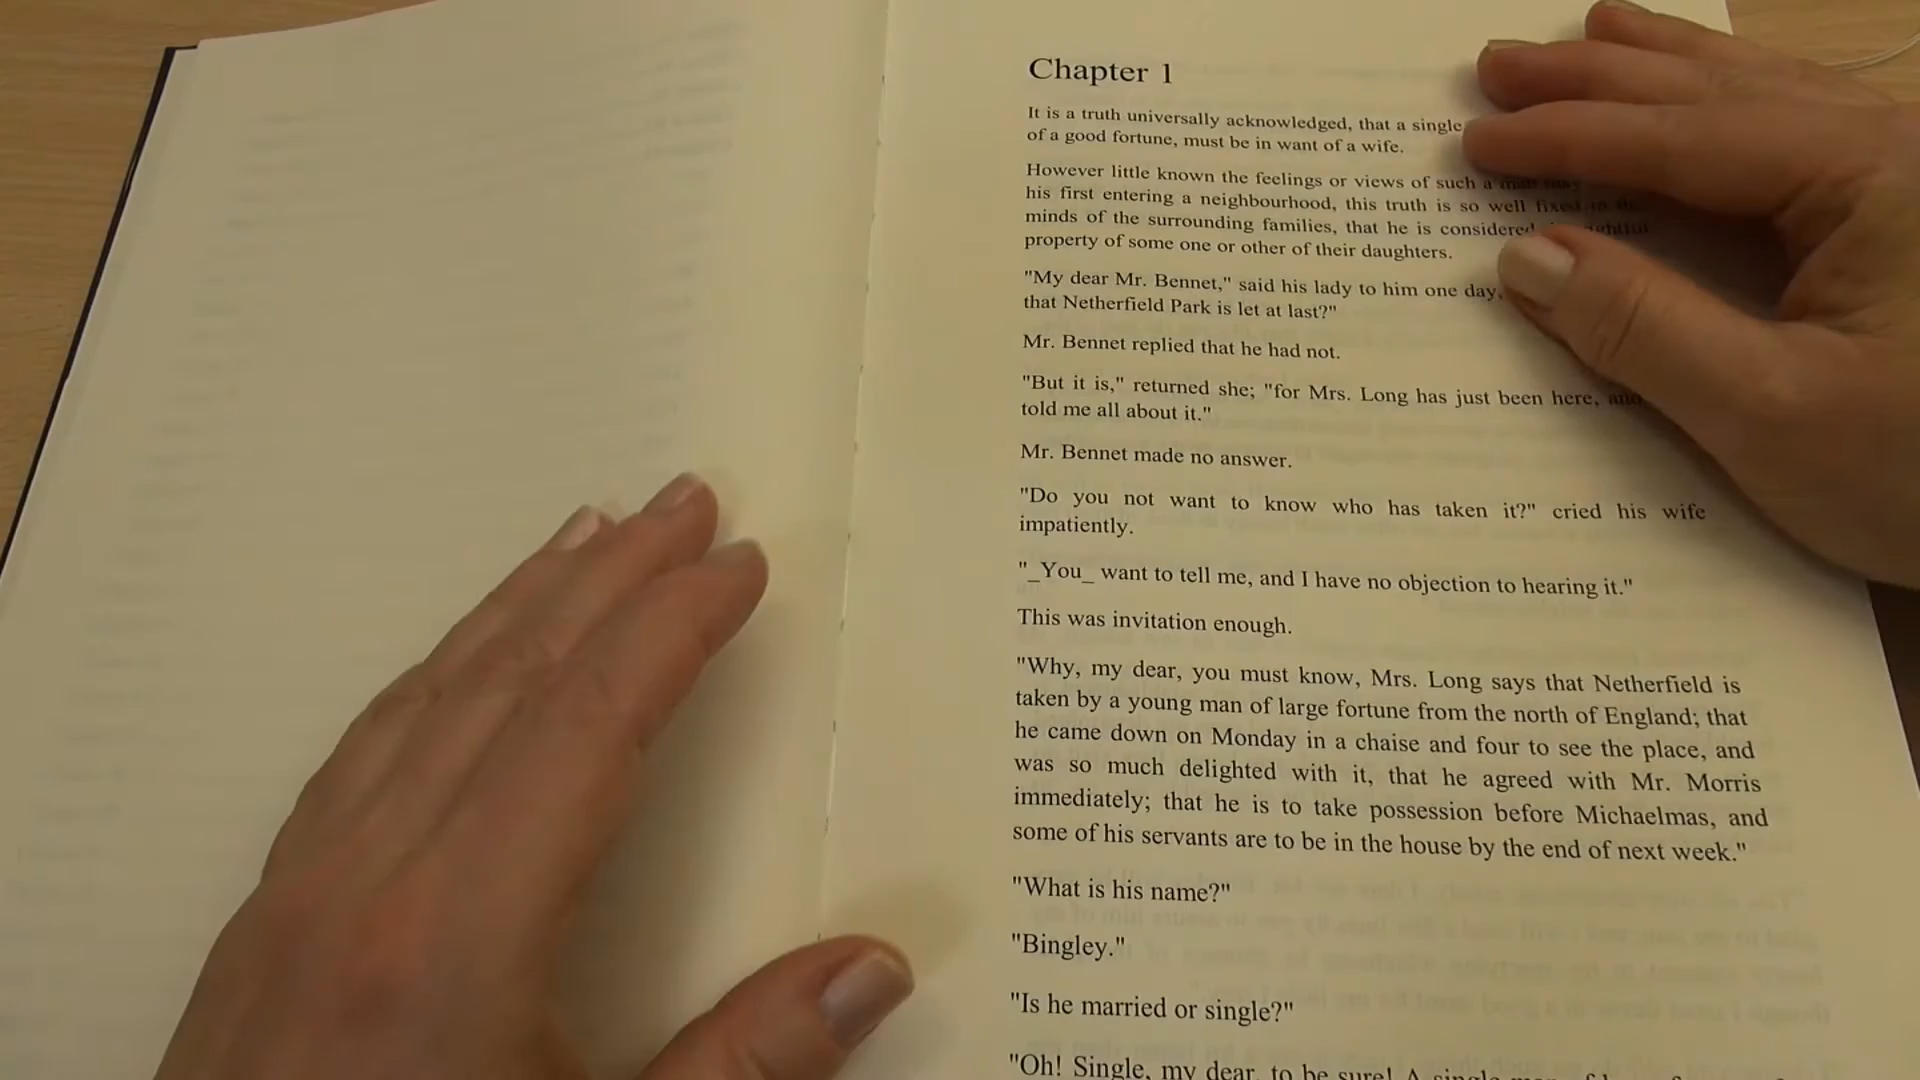 Chapter 1
It is a truth universally acknowledged, that a single
of a good fortune, must be in want of a wife.
However little known the feelings or views of such a man may
his first entering a neighbourhood, this truth is so well fixed in the
minds of the surrounding families, that he is considered rightful
property of some one or other of their daughters.
"My dear Mr. Bennet," said his lady to him one day,
that Netherfield Park is let at last?"
Mr. Bennet replied that he had not.
"But it is," returned she; "for Mrs. Long has just been here, and
told me all about it."
Mr. Bennet made no answer.
"Do you not want to know who has taken it?" cried his wife
impatiently.
"_You_ want to tell me, and I have no objection to hearing it."
This was invitation enough.
"Why, my dear, you must know, Mrs. Long says that Netherfield is
taken by a young man of large fortune from the north of England; that
he came down on Monday in a chaise and four to see the place, and
was so much delighted with it, that he agreed with Mr. Morris
immediately; that he is to take possession before Michaelmas, and
some of his servants are to be in the house by the end of next week."
"What is his name?"
"Bingley."
"Is he married or single?"
"Oh! Single, my dear, to be sure! A single man of